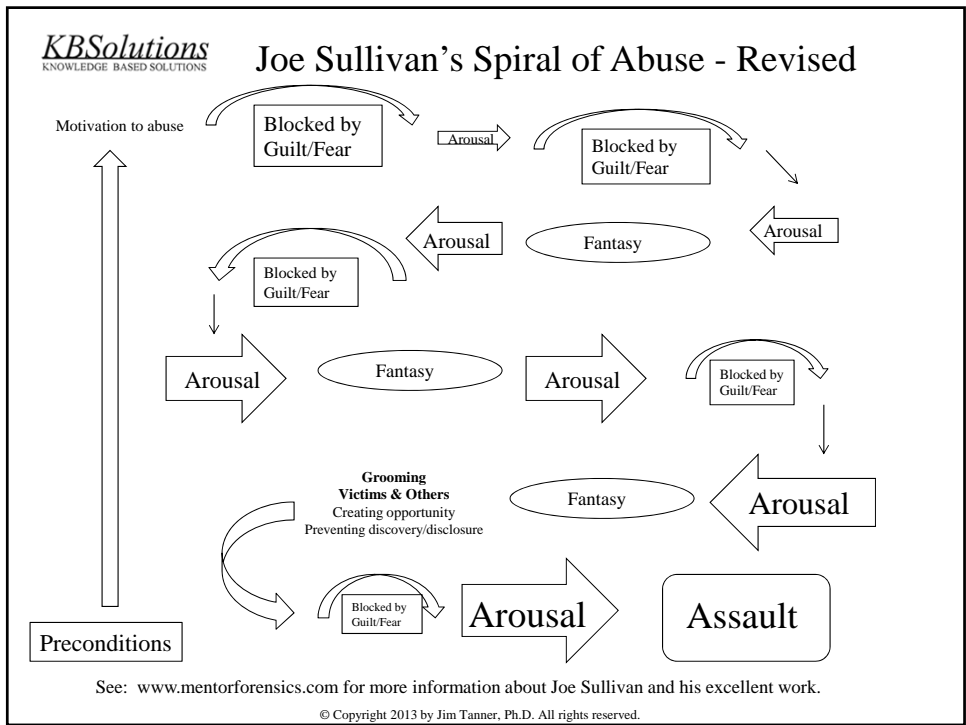 KBSolutions
KNOWLEDGE BASED SOLUTIONS
Joe Sullivan's Spiral of Abuse - Revised
Motivation to abuse
Blocked by
Guilt/Fear
Arousal
Blocked by
Guilt/Fear
Arousal
Fantasy
Arousal
Blocked by
Guilt/Fear
Arousal
Fantasy
Arousal
Blocked by
Guilt/Fear
Arousal
Fantasy
Grooming
Victims & Others
Creating opportunity
Preventing discovery/disclosure
Blocked by
Guilt/Fear
Arousal
Assault
Preconditions
See: www.mentorforensics.com for more information about Joe Sullivan and his excellent work.
© Copyright 2013 by Jim Tanner, Ph.D. All rights reserved.